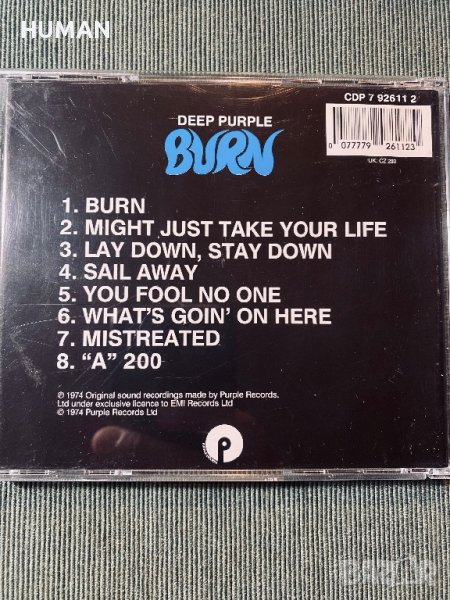 HUMAN
CDP 7 92611 2
DEEP PURPLE
BURN
0 077779 261123
UK: CZ 203
1. BURN
2. MIGHT JUST TAKE YOUR LIFE
3. LAY DOWN, STAY DOWN
4. SAIL AWAY
5. YOU FOOL NO ONE
6. WHAT'S GOIN' ON HERE
7. MISTREATED
8. “A” 200
℗ 1974 Original sound recordings made by Purple Records.
Ltd under exclusive licence to EMI Records Ltd
© 1974 Purple Records Ltd
P
BAZAR